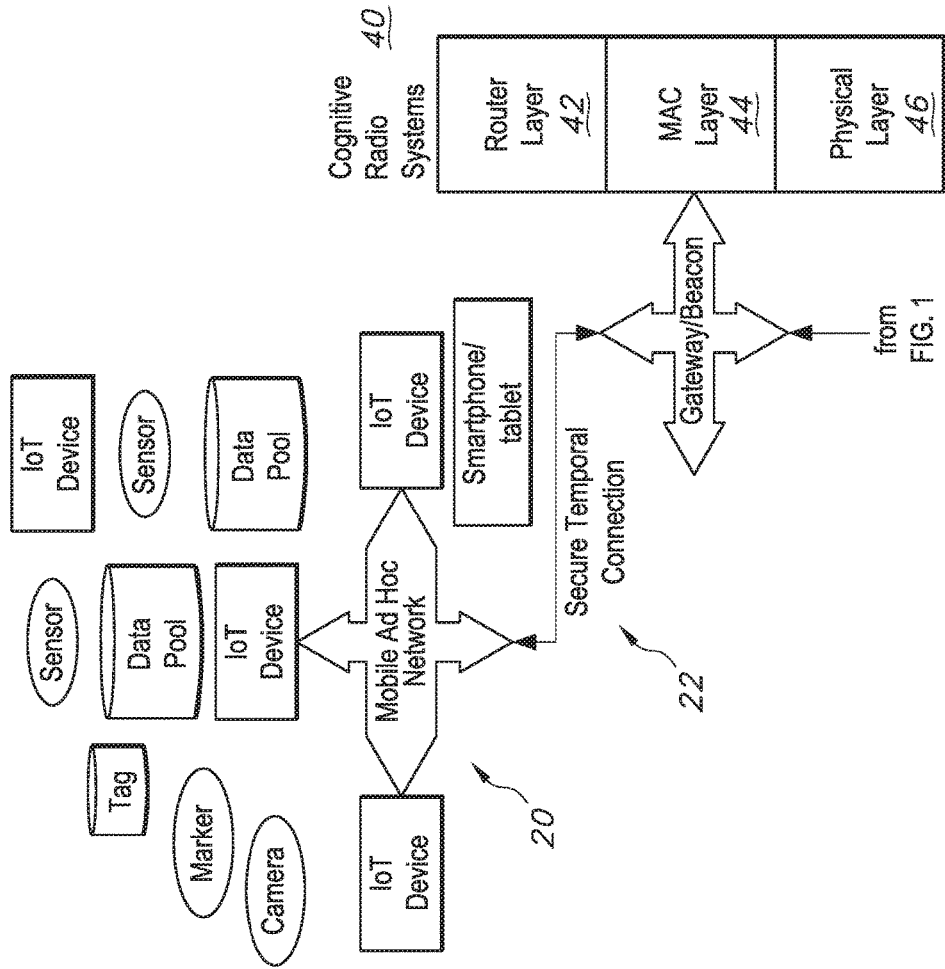 IoT
Device
Sensor
Sensor
Data
Pool
Data
Pool
Tag
Marker
Camera
IoT
Device
IoT
Device
Mobile Ad Hoc
Network
IoT
Device
Smartphone/
tablet
20
22
Secure Temporal
Connection
Gateway/Beacon
from
FIG. 1
Cognitive
Radio
Systems
40
Router
Layer
42
MAC
Layer
44
Physical
Layer
46